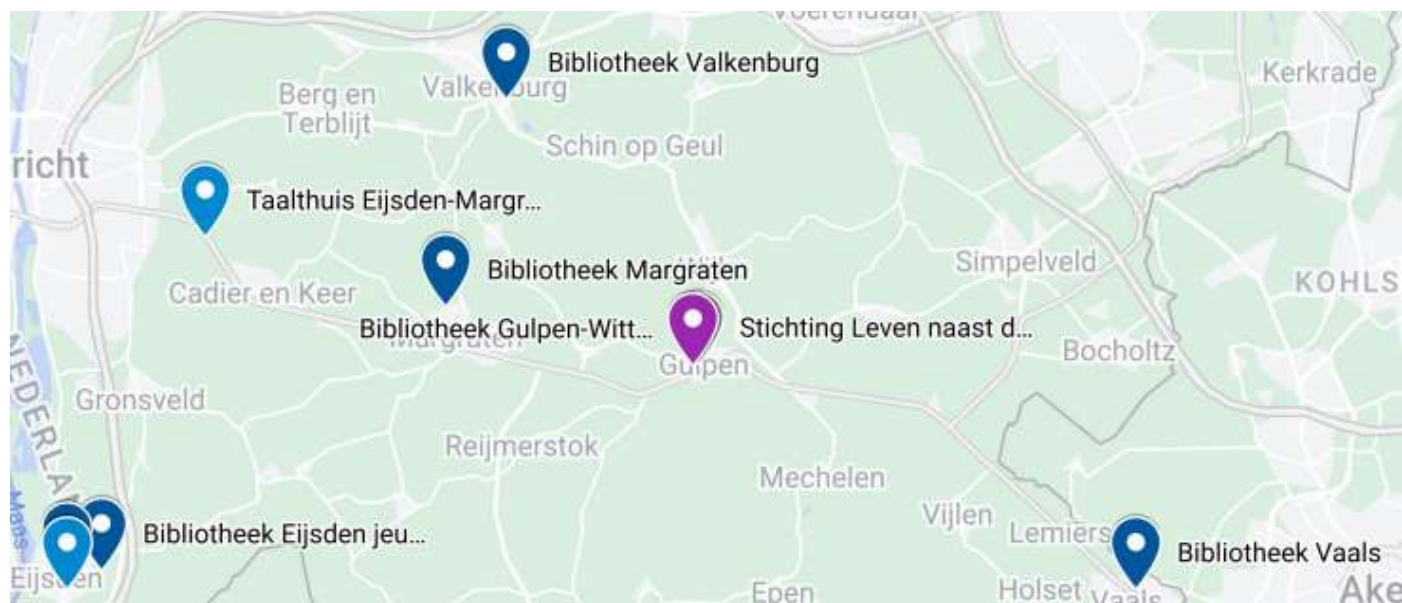 Voerendaal
Bibliotheek Valkenburg
Kerkrade
Berg en
Terblijt
Schin op Geul
richt
Taalthuis Eijsden-Margr...
Bibliotheek Margraten
Simpelveld
Cadier en Keer
KOHLS
Bibliotheek Gulpen-Witt...
Stichting Leven naast d...
Margraten
Gulpen
Bocholtz
NEDERLAN
Gronsveld
Reijmerstok
Mechelen
Maas
Vijlen
Lemiers
Bibliotheek Eijsden jeu...
Bibliotheek Vaals
Eijsden
Epen
Holset
Vaals
Ake